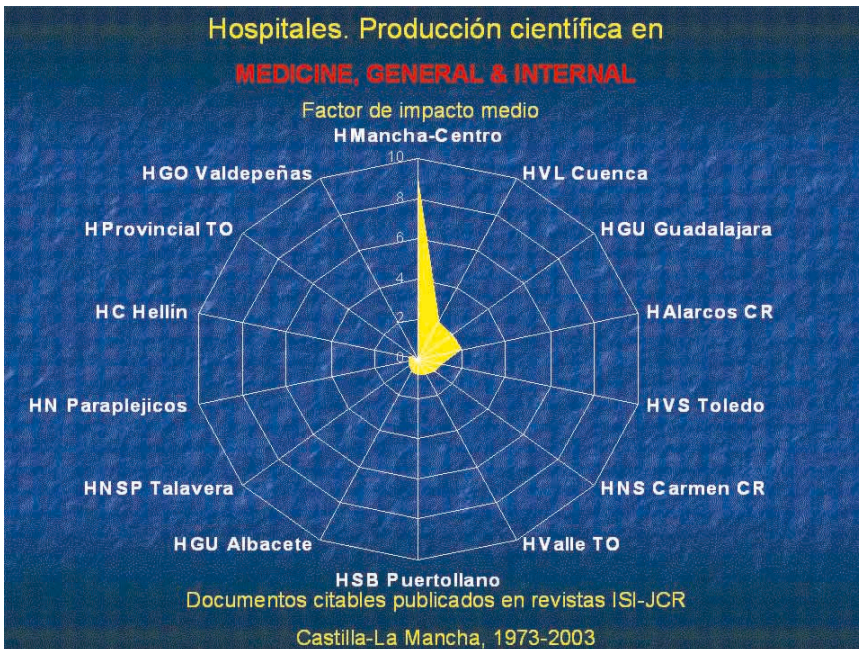 Hospitales. Producción científica en
MEDICINE, GENERAL & INTERNAL
Factor de impacto medio
HMancha-Centro
10
HGO Valdepeñas
HVL Cuenca
8
HProvincial TO
HGU Guadalajara
6
4
HC Hellín
HAlarcos CR
2
0
HN Paraplejicos
HVS Toledo
HNSP Talavera
HNS Carmen CR
HGU Albacete
HValle TO
HSB Puertollano
Documentos citables publicados en revistas ISI-JCR
Castilla-La Mancha, 1973-2003